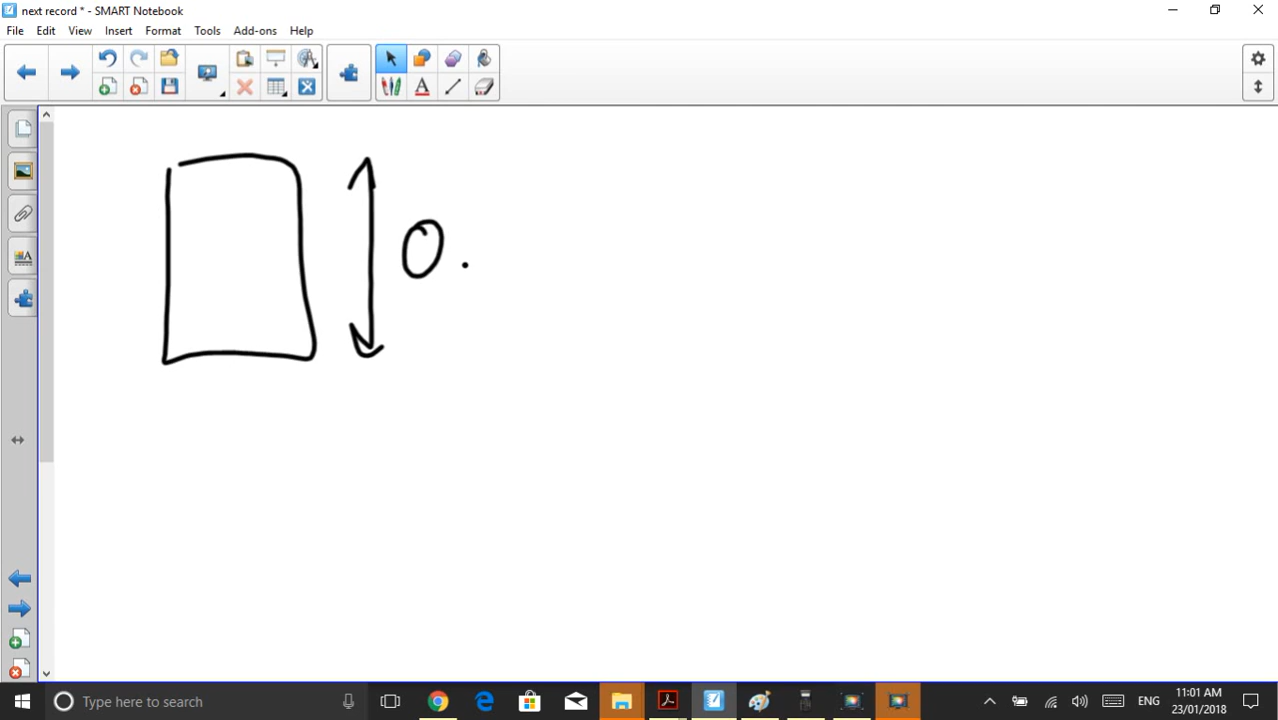 next record * - SMART Notebook
File Edit View Insert Format Tools Add-ons Help
0.
Type here to search
ENG
11:01 AM
23/01/2018